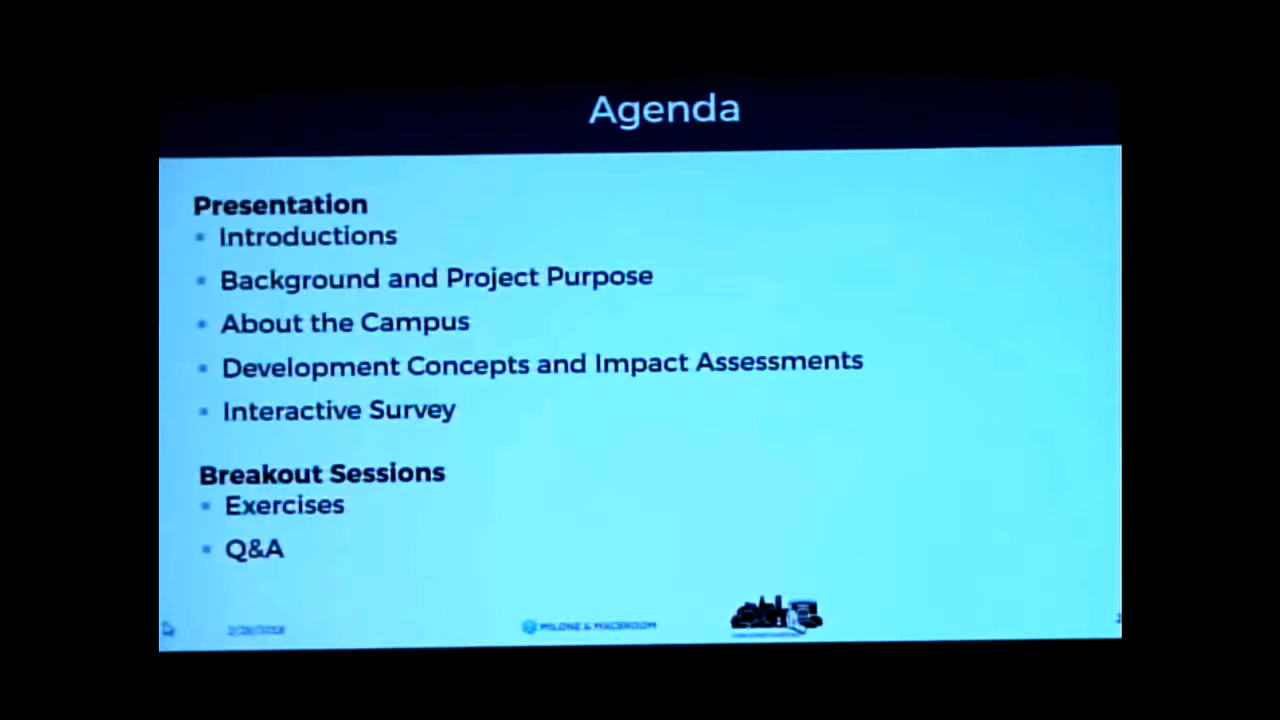 Agenda
Presentation
▪ Introductions
▪ Background and Project Purpose
▪ About the Campus
▪ Development Concepts and Impact Assessments
▪ Interactive Survey
Breakout Sessions
▪ Exercises
▪ Q&A
MILONE & MACBROOM